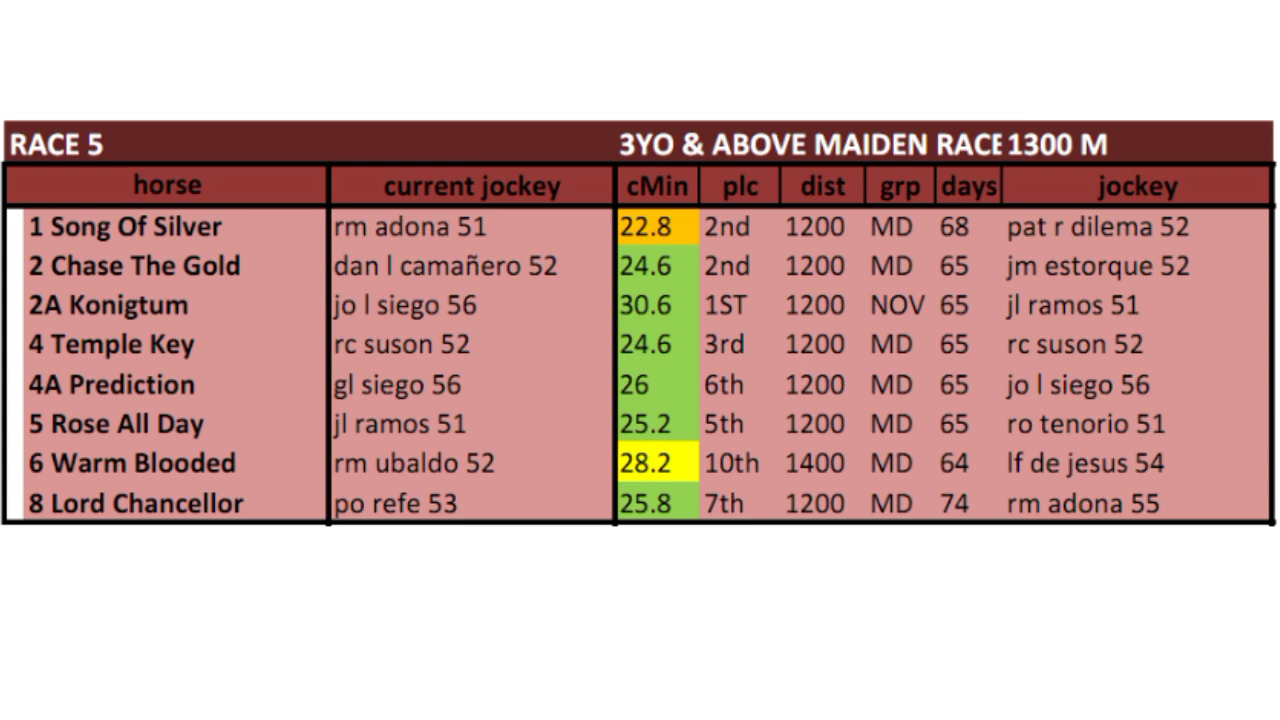 RACE 5 3YO & ABOVE MAIDEN RACE 1300 M
horse current jockey cMin plc dist grp days jockey
1 Song Of Silver rm adona 51 22.8 2nd 1200 MD 68 pat r dilema 52
2 Chase The Gold dan l camañero 52 24.6 2nd 1200 MD 65 jm estorque 52
2A Konigtum jo l siego 56 30.6 1ST 1200 NOV 65 jl ramos 51
4 Temple Key rc suson 52 24.6 3rd 1200 MD 65 rc suson 52
4A Prediction gl siego 56 26 6th 1200 MD 65 jo l siego 56
5 Rose All Day jl ramos 51 25.2 5th 1200 MD 65 ro tenorio 51
6 Warm Blooded rm ubaldo 52 28.2 10th 1400 MD 64 lf de jesus 54
8 Lord Chancellor po refe 53 25.8 7th 1200 MD 74 rm adona 55